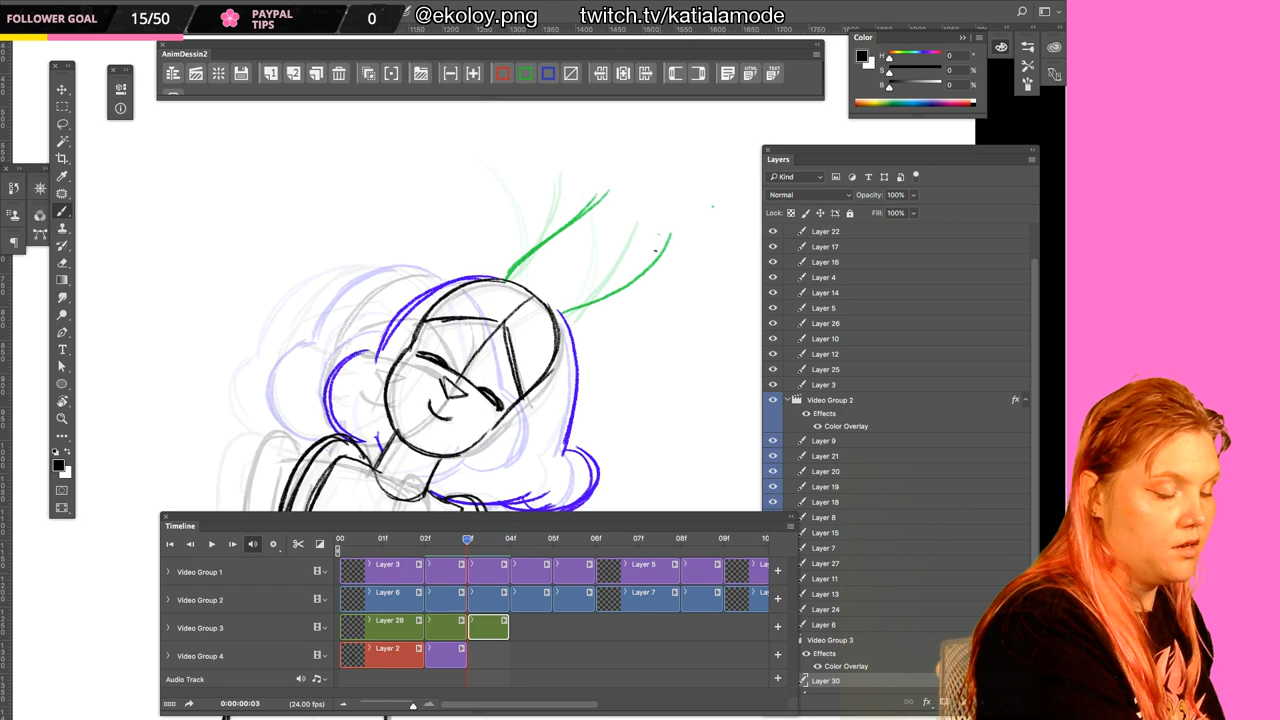 FOLLOWER GOAL
15/50
PAYPAL TIPS
0
@ekoloy.png
twitch.tv/katialamode
AnimDessin2
Color
H
0
S
0
%
B
0
%
Layers
Kind
Normal
Opacity: 100%
Lock:
Fill: 100%
Layer 22
Layer 17
Layer 16
Layer 4
Layer 14
Layer 5
Layer 26
Layer 10
Layer 12
Layer 25
Layer 3
Video Group 2
fx
Effects
Color Overlay
Layer 9
Layer 21
Layer 20
Layer 19
Layer 18
Layer 8
Layer 15
Layer 7
Layer 27
Layer 11
Layer 13
Layer 24
Layer 6
Video Group 3
Effects
Color Overlay
Layer 30
Timeline
00
01f
02f
04f
05f
06f
07f
08f
09f
10
Video Group 1
Layer 3
Layer 5
Video Group 2
Layer 6
Layer 7
Video Group 3
Layer 28
Video Group 4
Layer 2
Audio Track
0:00:00:03
(24.00 fps)
fx